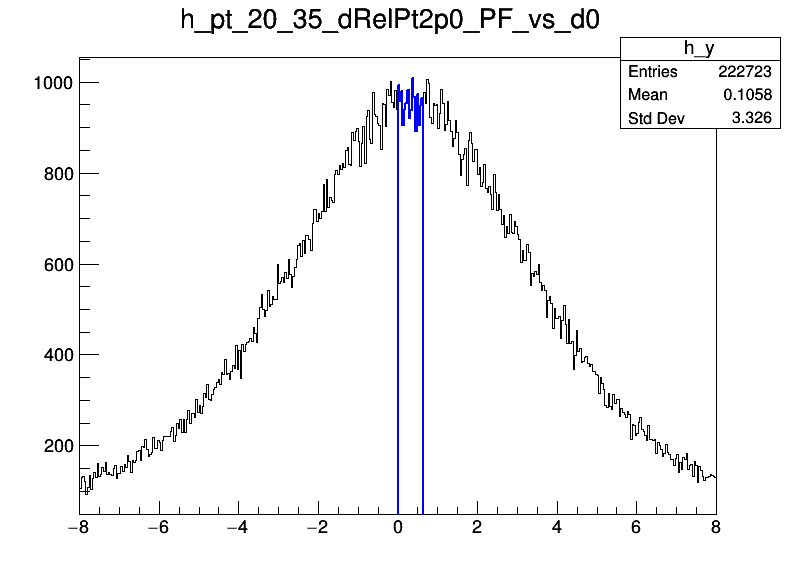 h_pt_20_35_dRelPt2p0_PF_vs_d0
h_y
Entries 222723
Mean 0.1058
Std Dev 3.326
1000
800
600
400
200
−8 −6 −4 −2 0 2 4 6 8